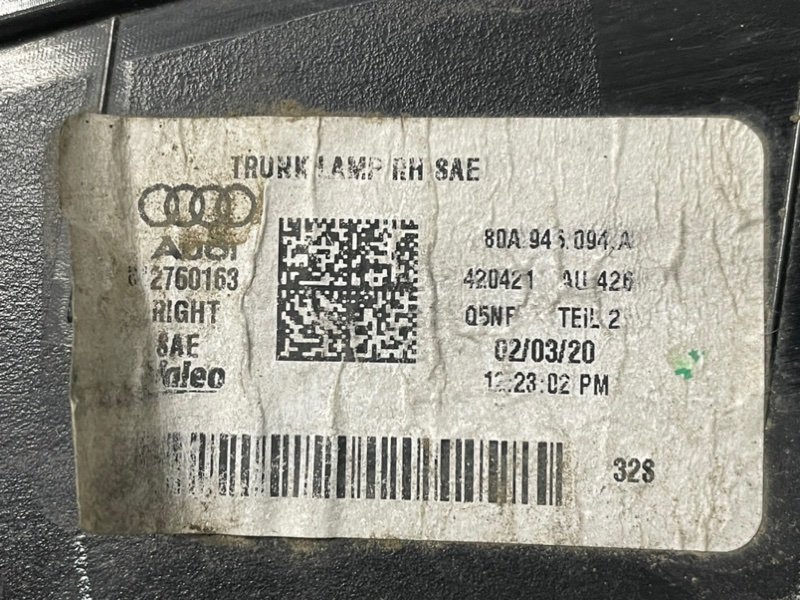 TRUNK LAMP RH SAE
AUDI
2760163
RIGHT
SAE
Valeo
80A 945.094.A
420421 AU 426
Q5NF TEIL 2
02/03/20
12:23:02 PM
328